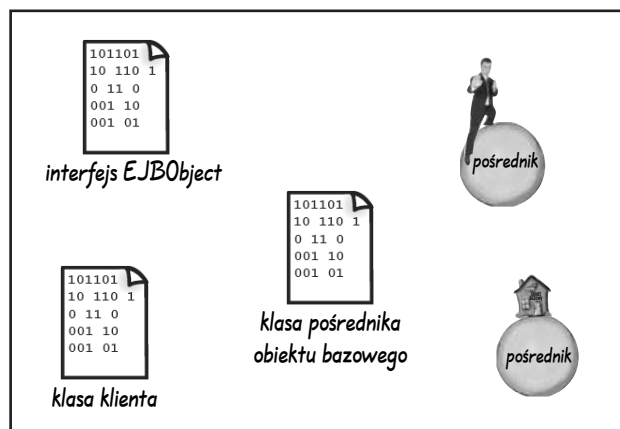 101101
10 110 1
0 11 0
001 10
001 01
interfejs EJBObject
pośrednik
101101
10 110 1
0 11 0
001 10
001 01
klasa pośrednika
obiektu bazowego
101101
10 110 1
0 11 0
001 10
001 01
klasa klienta
pośrednik